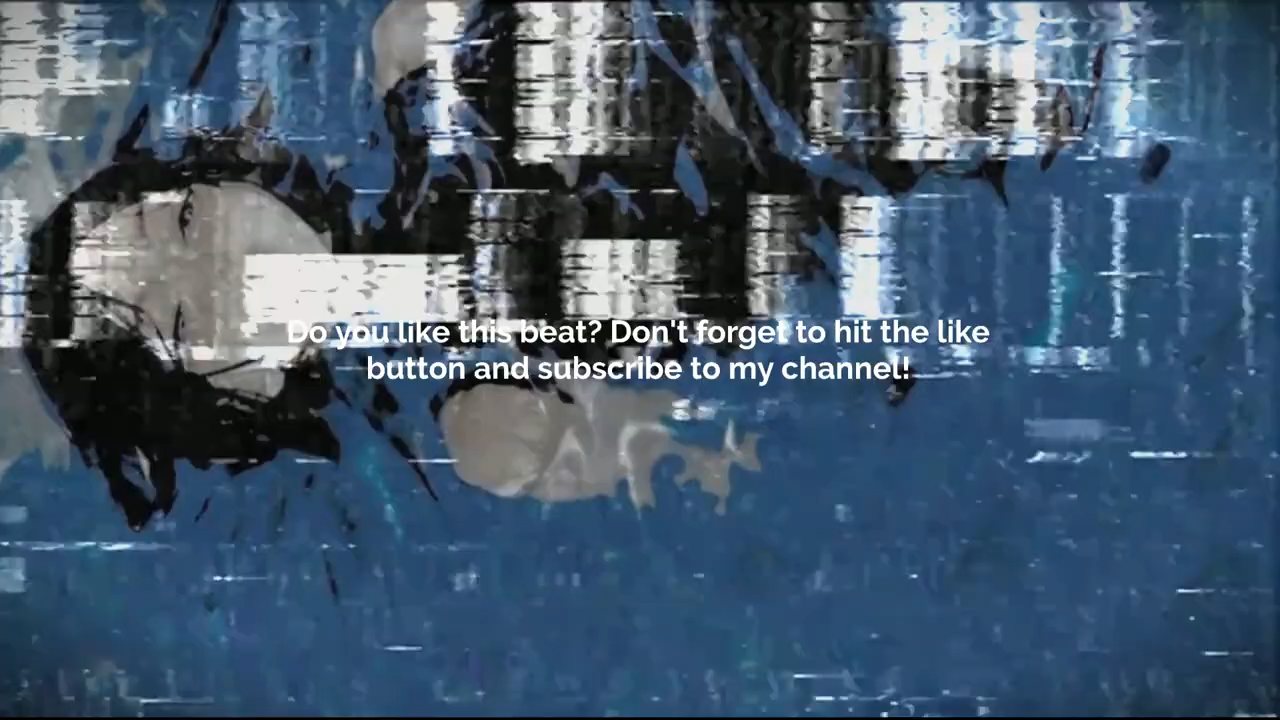 Do you like this beat? Don't forget to hit the like
button and subscribe to my channel!